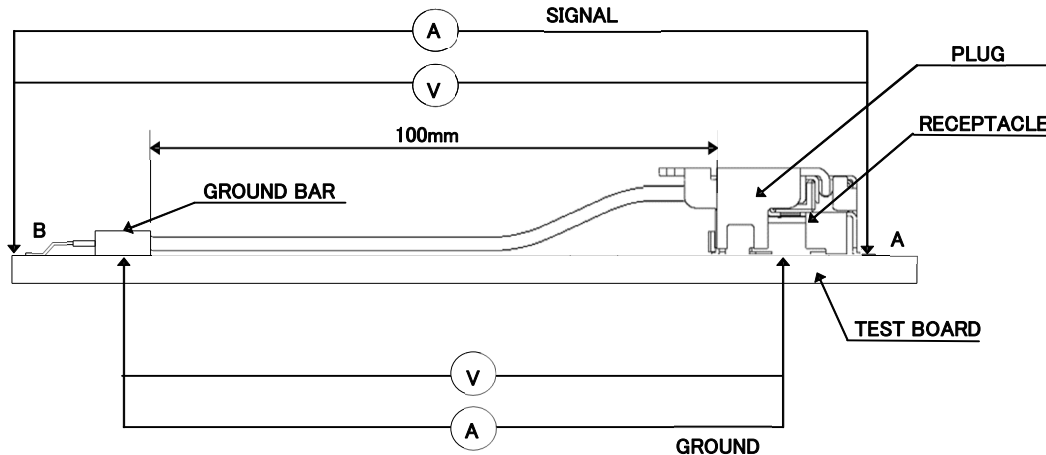 SIGNAL
A
V
PLUG
RECEPTACLE
100mm
GROUND BAR
B
A
TEST BOARD
V
A
GROUND